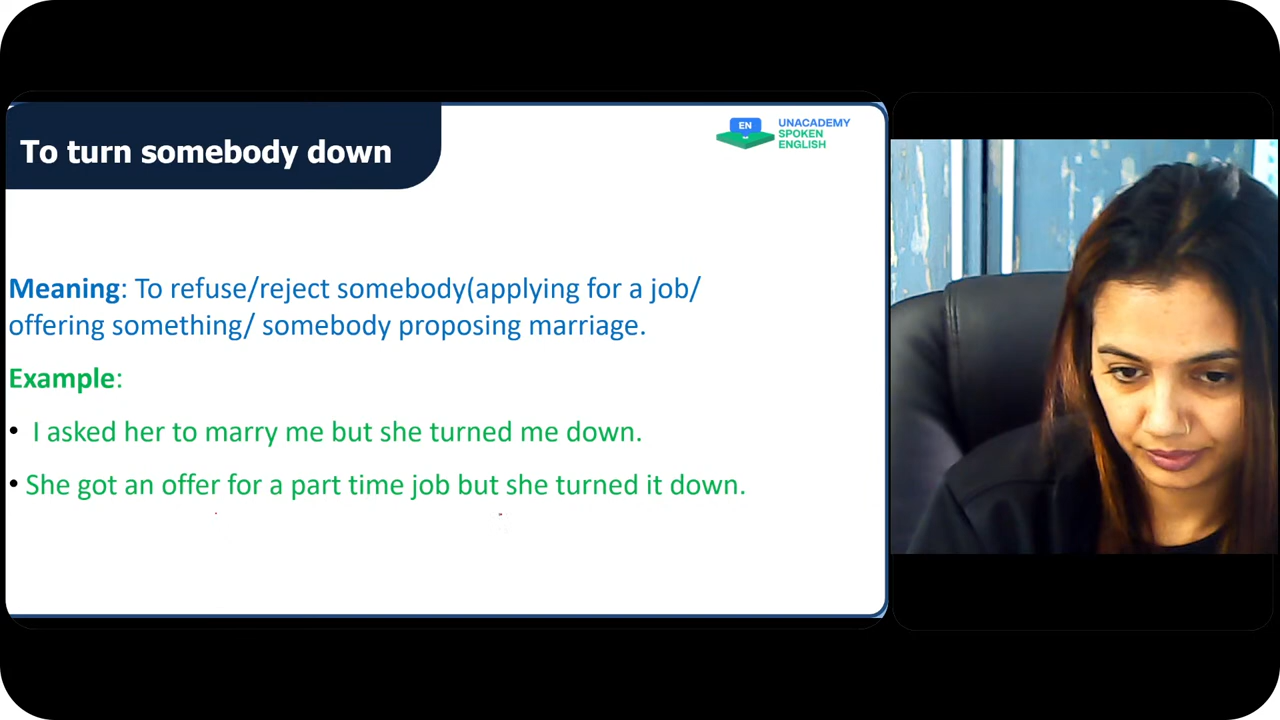 To turn somebody down
EN
UNACADEMY
SPOKEN
ENGLISH
Meaning: To refuse/reject somebody(applying for a job/
offering something/ somebody proposing marriage.
Example:
• I asked her to marry me but she turned me down.
• She got an offer for a part time job but she turned it down.